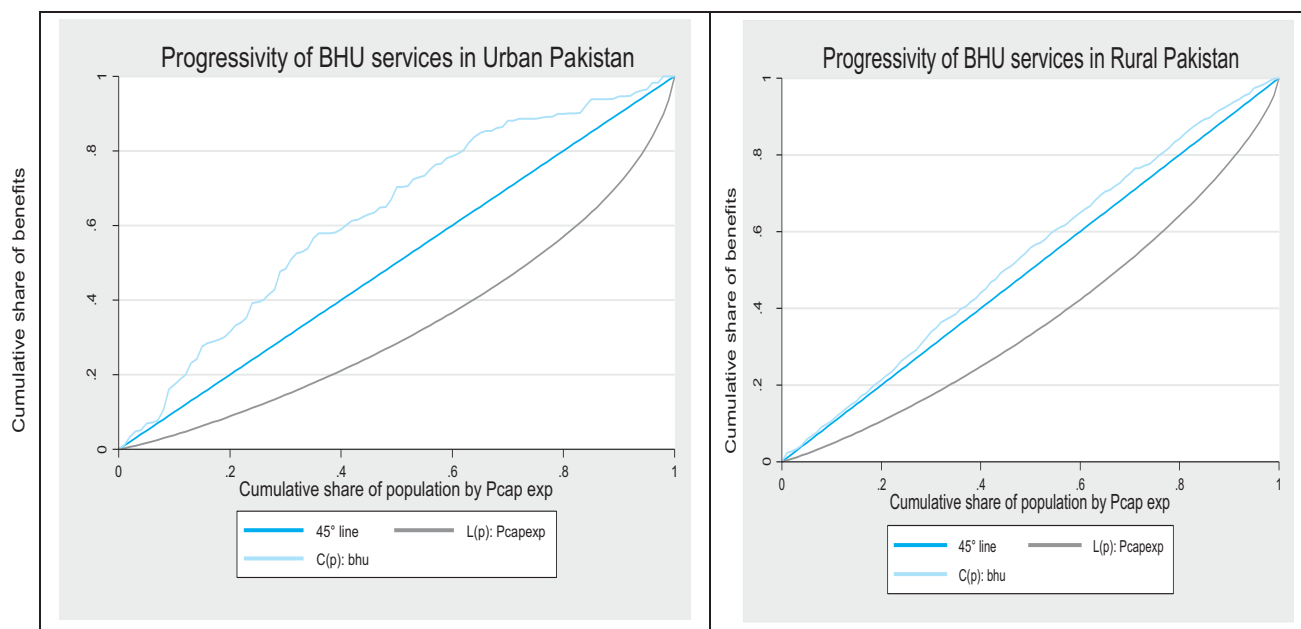 Progressivity of BHU services in Urban Pakistan
Cumulative share of benefits
1
.8
.6
.4
.2
0
0 .2 .4 .6 .8 1
Cumulative share of population by Pcap exp
45° line L(p): Pcapexp
C(p): bhu
Progressivity of BHU services in Rural Pakistan
Cumulative share of benefits
1
.8
.6
.4
.2
0
0 .2 .4 .6 .8 1
Cumulative share of population by Pcap exp
45° line L(p): Pcapexp
C(p): bhu